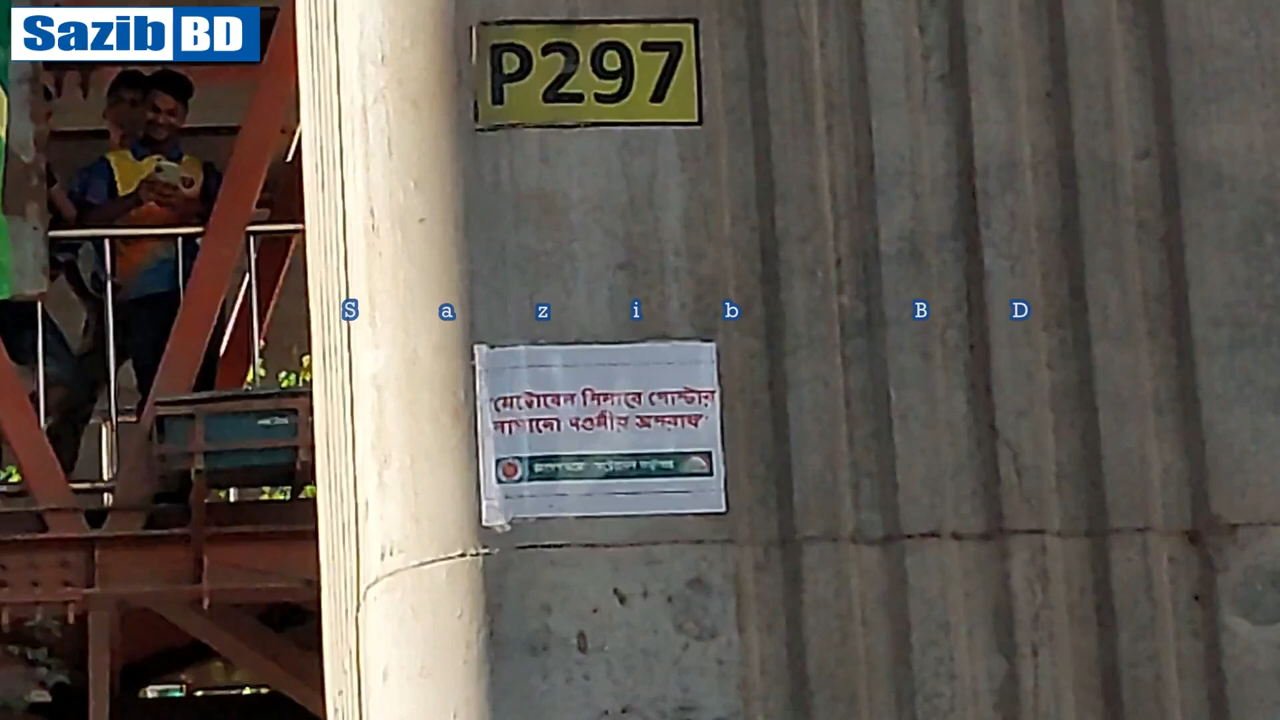 Sazib BD
P297
S a z i b B D
"মেট্রোরেল পিলারে পোস্টার
লাগানো দণ্ডনীয় অপরাধ"